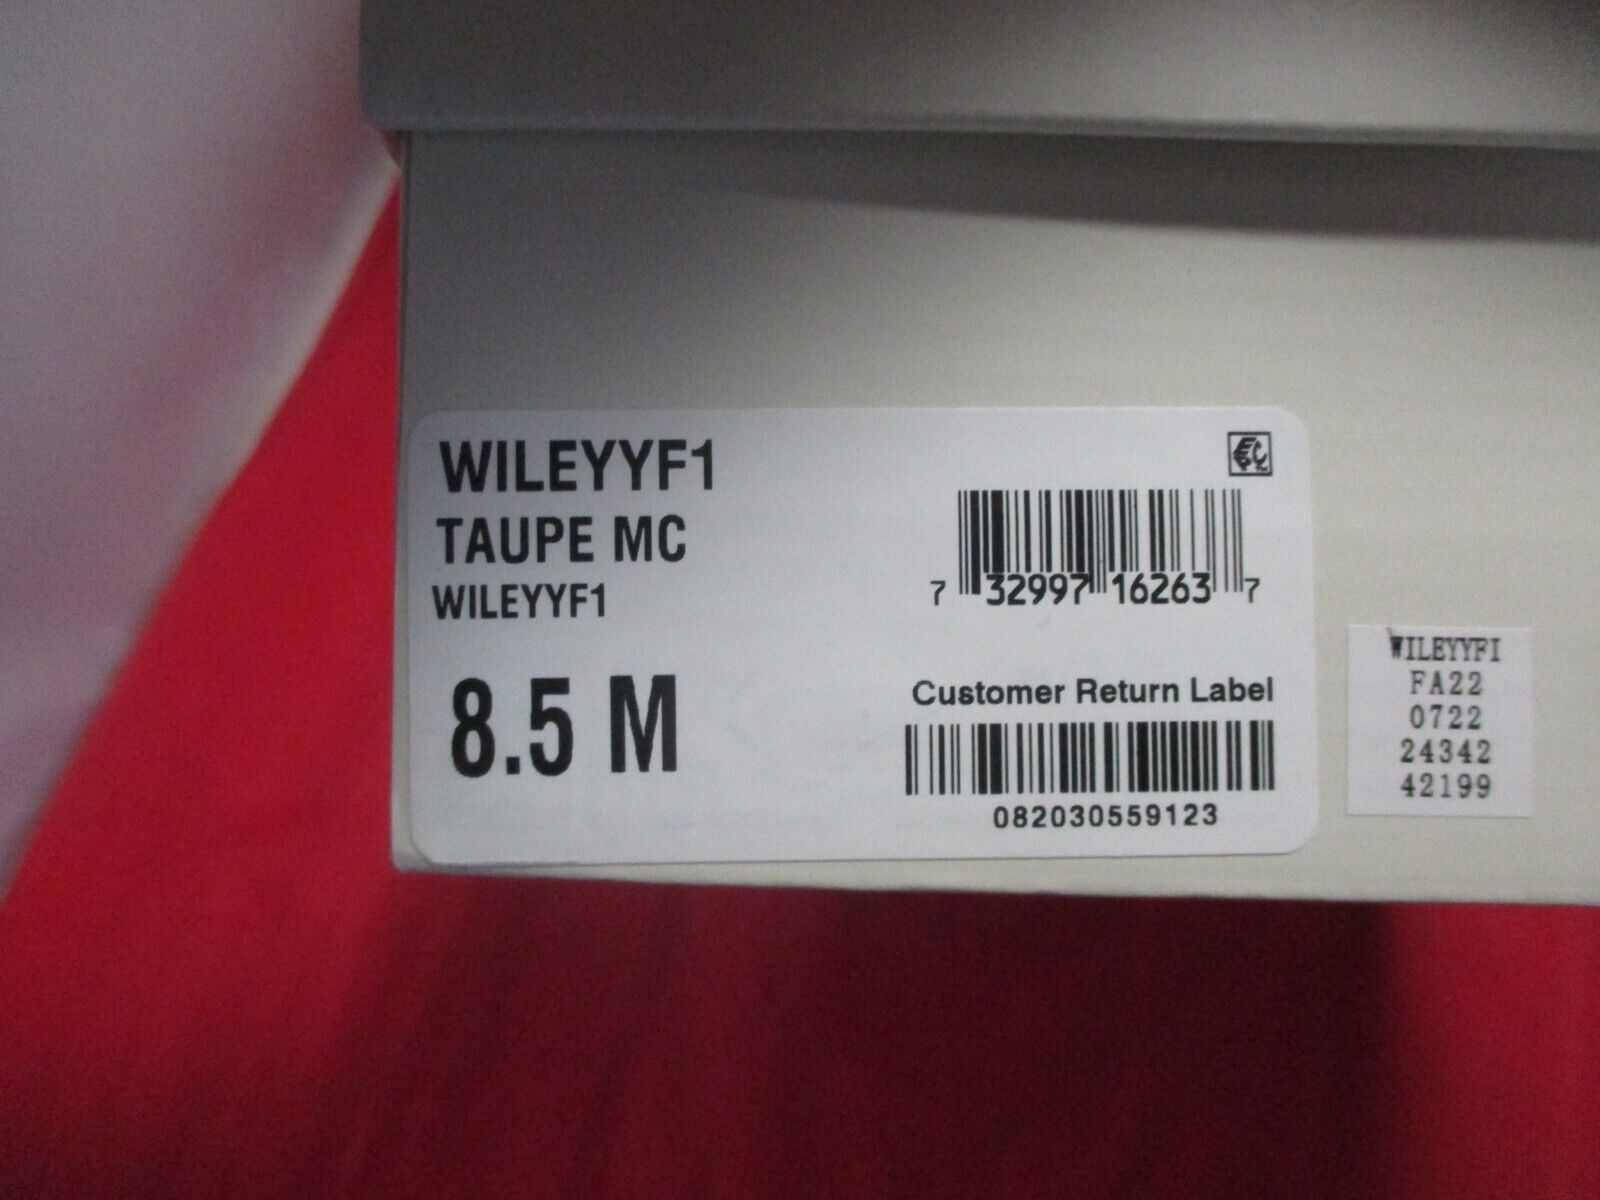 WILEYYF1
TAUPE MC
WILEYYF1
8.5 M
7 32997 16263 7
Customer Return Label
082030559123
WILEYYFI
FA22
0722
24342
42199